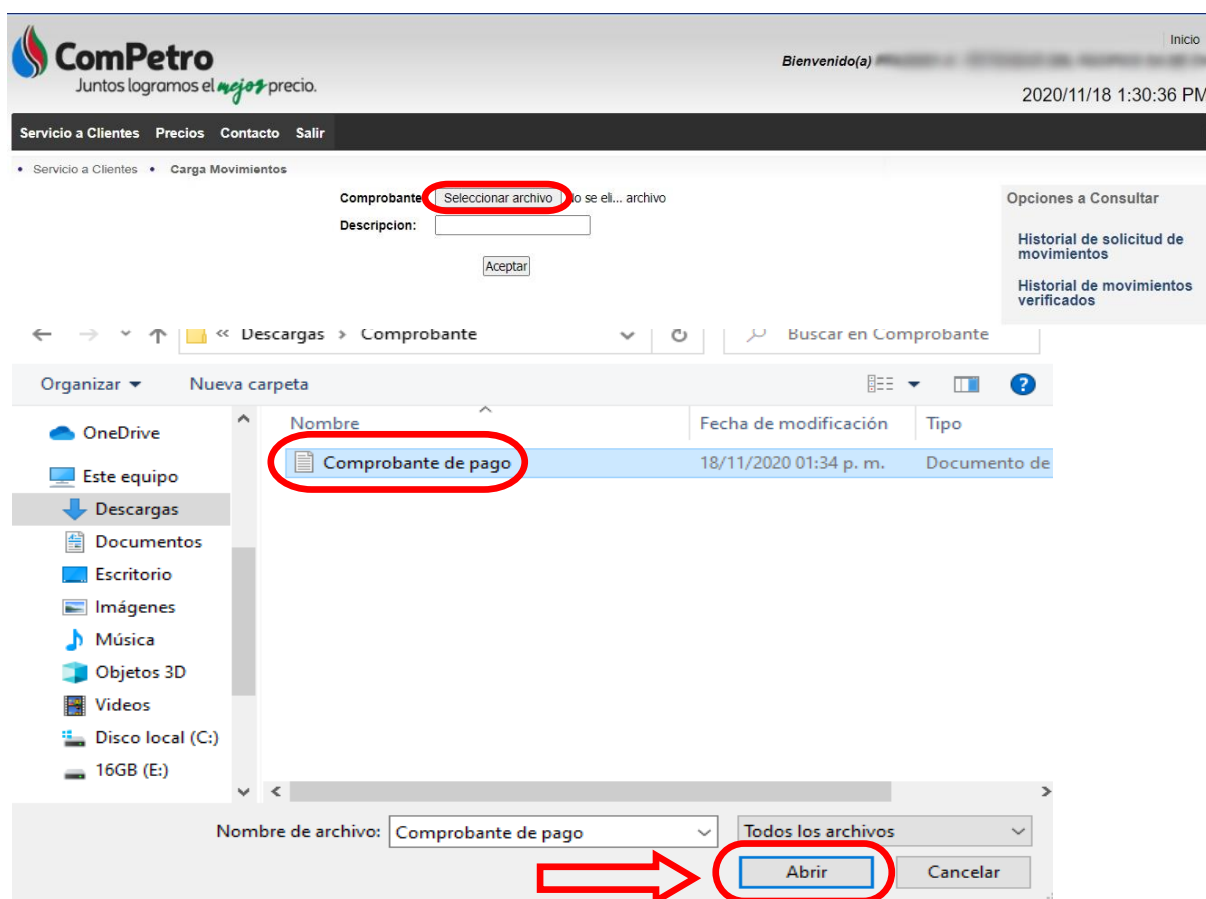 ComPetro
Juntos logramos el mejor precio.
Inicio
Bienvenido(a)
2020/11/18 1:30:36 PM
Servicio a Clientes Precios Contacto Salir
• Servicio a Clientes • Carga Movimientos
Comprobante Seleccionar archivo No se eli... archivo
Descripcion:
Aceptar
Opciones a Consultar
Historial de solicitud de
movimientos
Historial de movimientos
verificados
« Descargas > Comprobante
Buscar en Comprobante
Organizar Nueva carpeta
Nombre Fecha de modificación Tipo
Comprobante de pago 18/11/2020 01:34 p. m. Documento de
OneDrive
Este equipo
Descargas
Documentos
Escritorio
Imágenes
Música
Objetos 3D
Videos
Disco local (C:)
16GB (E:)
Nombre de archivo: Comprobante de pago Todos los archivos
Abrir Cancelar